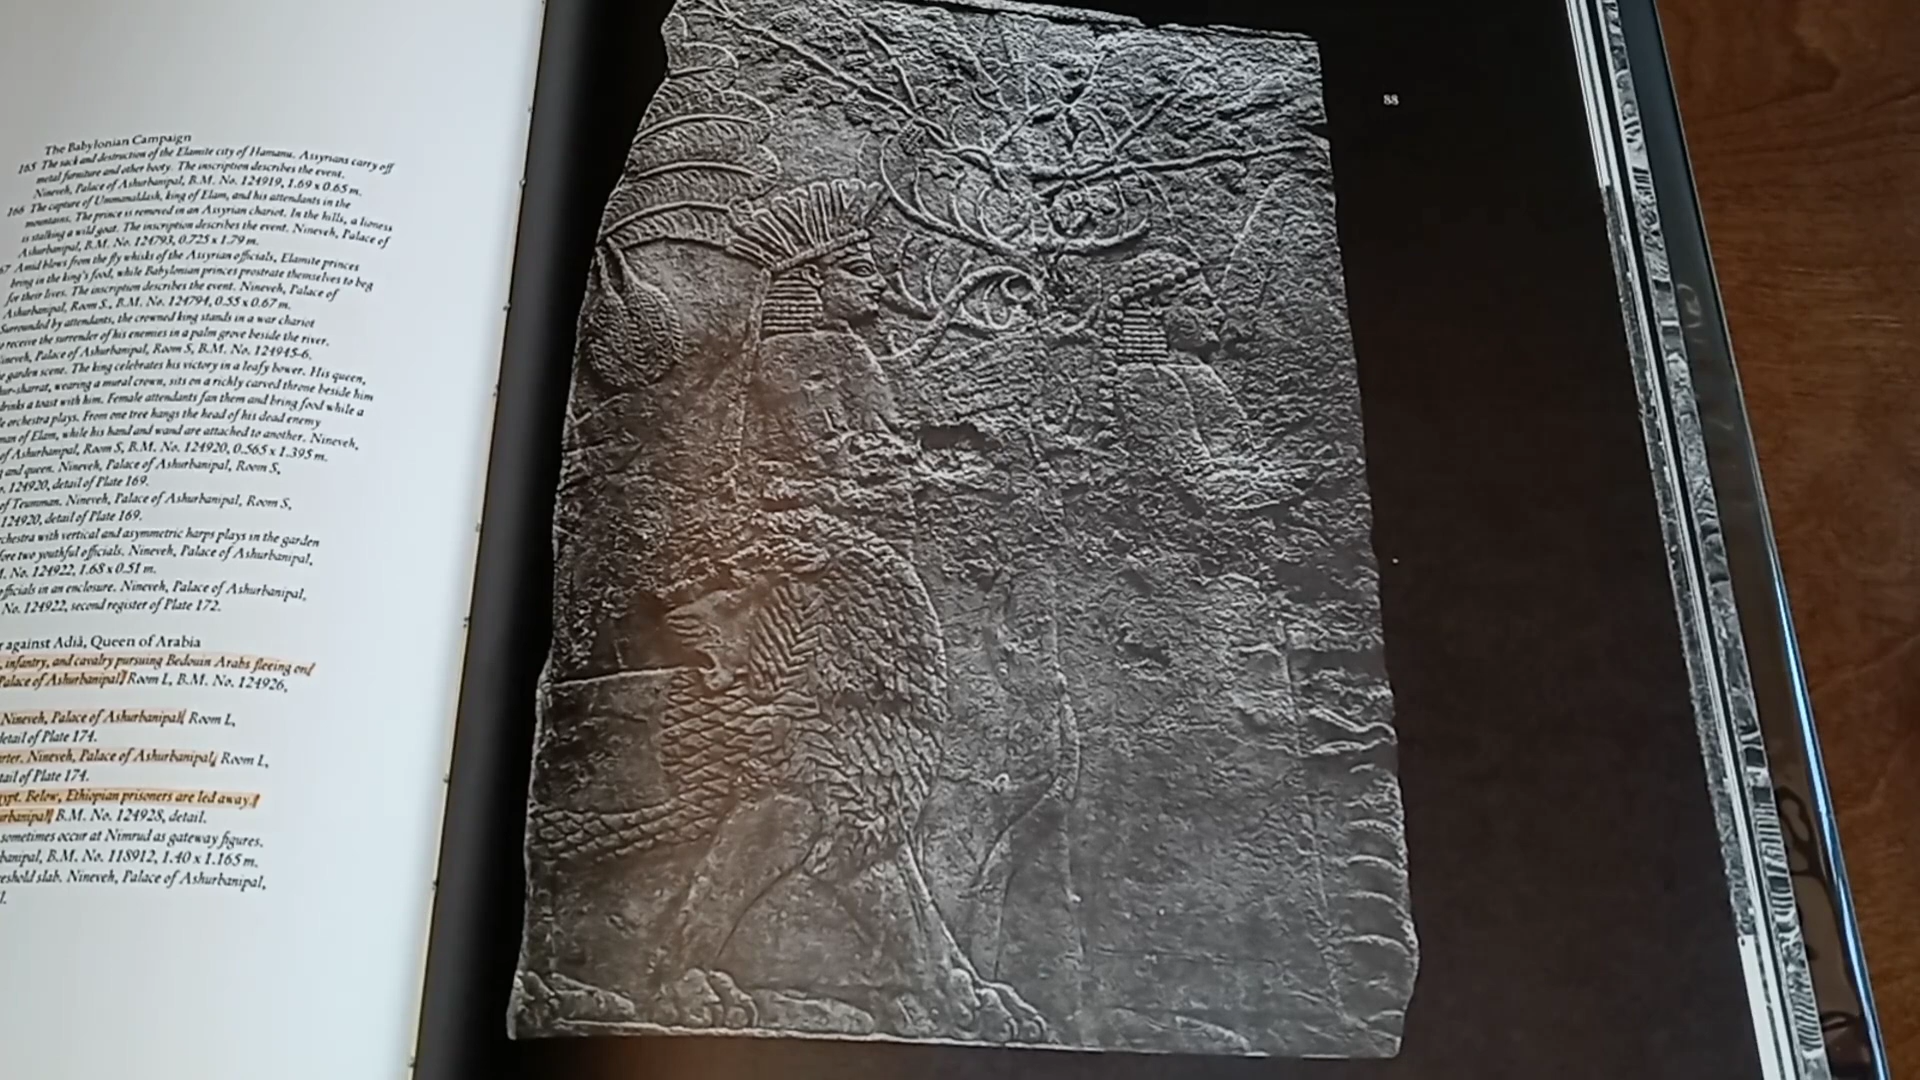 The Babylonian Campaign
165 The sack and destruction of the Elamite city of Hamanu. Assyrians carry off
metal furniture and other booty. The inscription describes the event.
Nineveh, Palace of Ashurbanipal, B.M. No. 124919, 1.69 x 0.65 m.
166 The capture of Ummanaldash, king of Elam, and his attendants in the
mountains. The prince is removed in an Assyrian chariot. In the hills, a lioness
is stalking a wild goat. The inscription describes the event. Nineveh, Palace of
Ashurbanipal, B.M. No. 124793, 0.725 x 1.79 m.
67 Amid blows from the fly whisks of the Assyrian officials, Elamite princes
bring in the king's food, while Babylonian princes prostrate themselves to beg
for their lives. The inscription describes the event. Nineveh, Palace of
Ashurbanipal, Room S., B.M. No. 124794, 0.55 x 0.67 m.
Surrounded by attendants, the crowned king stands in a war chariot
receive the surrender of his enemies in a palm grove beside the river.
Nineveh, Palace of Ashurbanipal, Room S, B.M. No. 124945-6.
garden scene. The king celebrates his victory in a leafy bower. His queen,
hur-sharrat, wearing a mural crown, sits on a richly carved throne beside him
drinks a toast with him. Female attendants fan them and bring food while a
orchestra plays. From one tree hangs the head of his dead enemy
man of Elam, while his hand and wand are attached to another. Nineveh,
of Ashurbanipal, Room S, B.M. No. 124920, 0.565 x 1.395 m.
and queen. Nineveh, Palace of Ashurbanipal, Room S,
. 124920, detail of Plate 169.
of Teumman. Nineveh, Palace of Ashurbanipal, Room S,
124920, detail of Plate 169.
chestra with vertical and asymmetric harps plays in the garden
fore two youthful officials. Nineveh, Palace of Ashurbanipal,
. No. 124922, 1.68 x 0.51 m.
officials in an enclosure. Nineveh, Palace of Ashurbanipal,
No. 124922, second register of Plate 172.
against Adiâ, Queen of Arabia
, infantry, and cavalry pursuing Bedouin Arabs fleeing on
Palace of Ashurbanipal, Room L, B.M. No. 124926,
Nineveh, Palace of Ashurbanipal, Room L,
detail of Plate 174.
rter. Nineveh, Palace of Ashurbanipal, Room L,
tail of Plate 174.
ypt. Below, Ethiopian prisoners are led away.
urbanipal, B.M. No. 124928, detail.
sometimes occur at Nimrud as gateway figures.
banipal, B.M. No. 118912, 1.40 x 1.165 m.
reshold slab. Nineveh, Palace of Ashurbanipal,
88